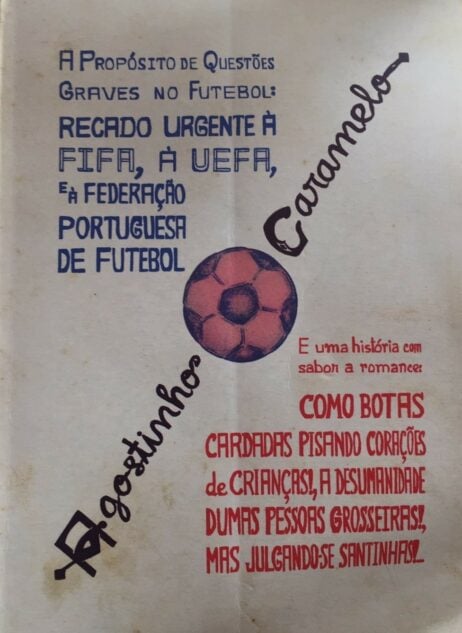 A PROPÓSITO DE QUESTÕES
GRAVES NO FUTEBOL:
RECADO URGENTE À
FIFA, À UEFA,
E À FEDERAÇÃO
PORTUGUESA
DE FUTEBOL
Agostinho Caramelo
E uma história com
sabor a romance:
COMO BOTAS
CARDADAS PISANDO CORAÇÕES
de CRIANÇAS!, A DESUMANIDADE
DUMAS PESSOAS GROSSEIRAS!,
MAS JULGANDO-SE SANTINHAS!...